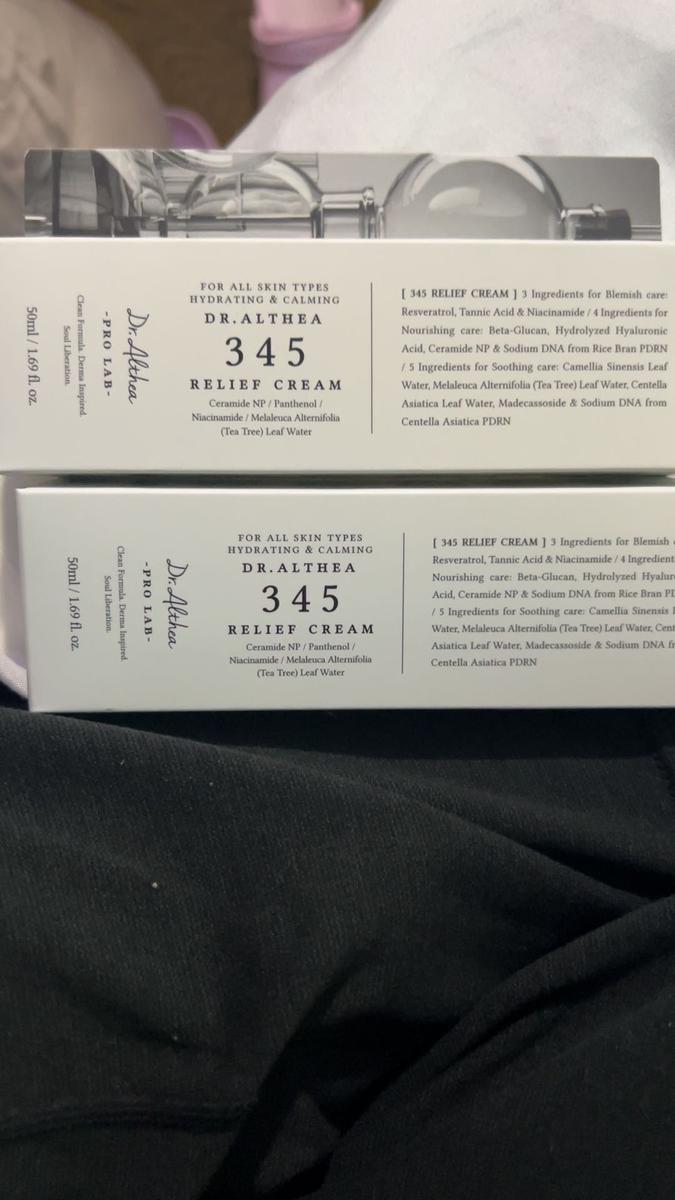 50ml / 1.69 fl. oz.
Clean Formula. Derma Inspired.
Soul Liberation.
-PRO LAB-
Dr.Althea
FOR ALL SKIN TYPES
HYDRATING & CALMING
DR.ALTHEA
345
RELIEF CREAM
Ceramide NP / Panthenol /
Niacinamide / Melaleuca Alternifolia
(Tea Tree) Leaf Water
[ 345 RELIEF CREAM ] 3 Ingredients for Blemish care:
Resveratrol, Tannic Acid & Niacinamide / 4 Ingredients for
Nourishing care: Beta-Glucan, Hydrolyzed Hyaluronic
Acid, Ceramide NP & Sodium DNA from Rice Bran PDRN
/ 5 Ingredients for Soothing care: Camellia Sinensis Leaf
Water, Melaleuca Alternifolia (Tea Tree) Leaf Water, Centella
Asiatica Leaf Water, Madecassoside & Sodium DNA from
Centella Asiatica PDRN
50ml / 1.69 fl. oz.
Clean Formula. Derma Inspired.
Soul Liberation.
-PRO LAB-
Dr.Althea
FOR ALL SKIN TYPES
HYDRATING & CALMING
DR.ALTHEA
345
RELIEF CREAM
Ceramide NP / Panthenol /
Niacinamide / Melaleuca Alternifolia
(Tea Tree) Leaf Water
[ 345 RELIEF CREAM ] 3 Ingredients for Blemish
Resveratrol, Tannic Acid & Niacinamide / 4 Ingredient
Nourishing care: Beta-Glucan, Hydrolyzed Hyalur
Acid, Ceramide NP & Sodium DNA from Rice Bran
/ 5 Ingredients for Soothing care: Camellia Sinensis
Water, Melaleuca Alternifolia (Tea Tree) Leaf Water, Cent
Asiatica Leaf Water, Madecassoside & Sodium DNA
Centella Asiatica PDRN